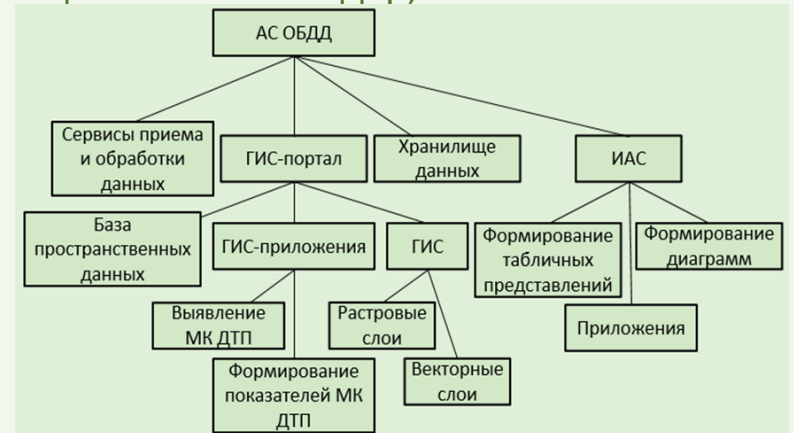 АС ОБДД
Сервисы приема
и обработки
данных
ГИС-портал
Хранилище
данных
ИАС
База
пространственных
данных
ГИС-приложения
ГИС
Формирование
табличных
представлений
Формирование
диаграмм
Выявление
МК ДТП
Растровые
слои
Приложения
Формирование
показателей МК
ДТП
Векторные
слои